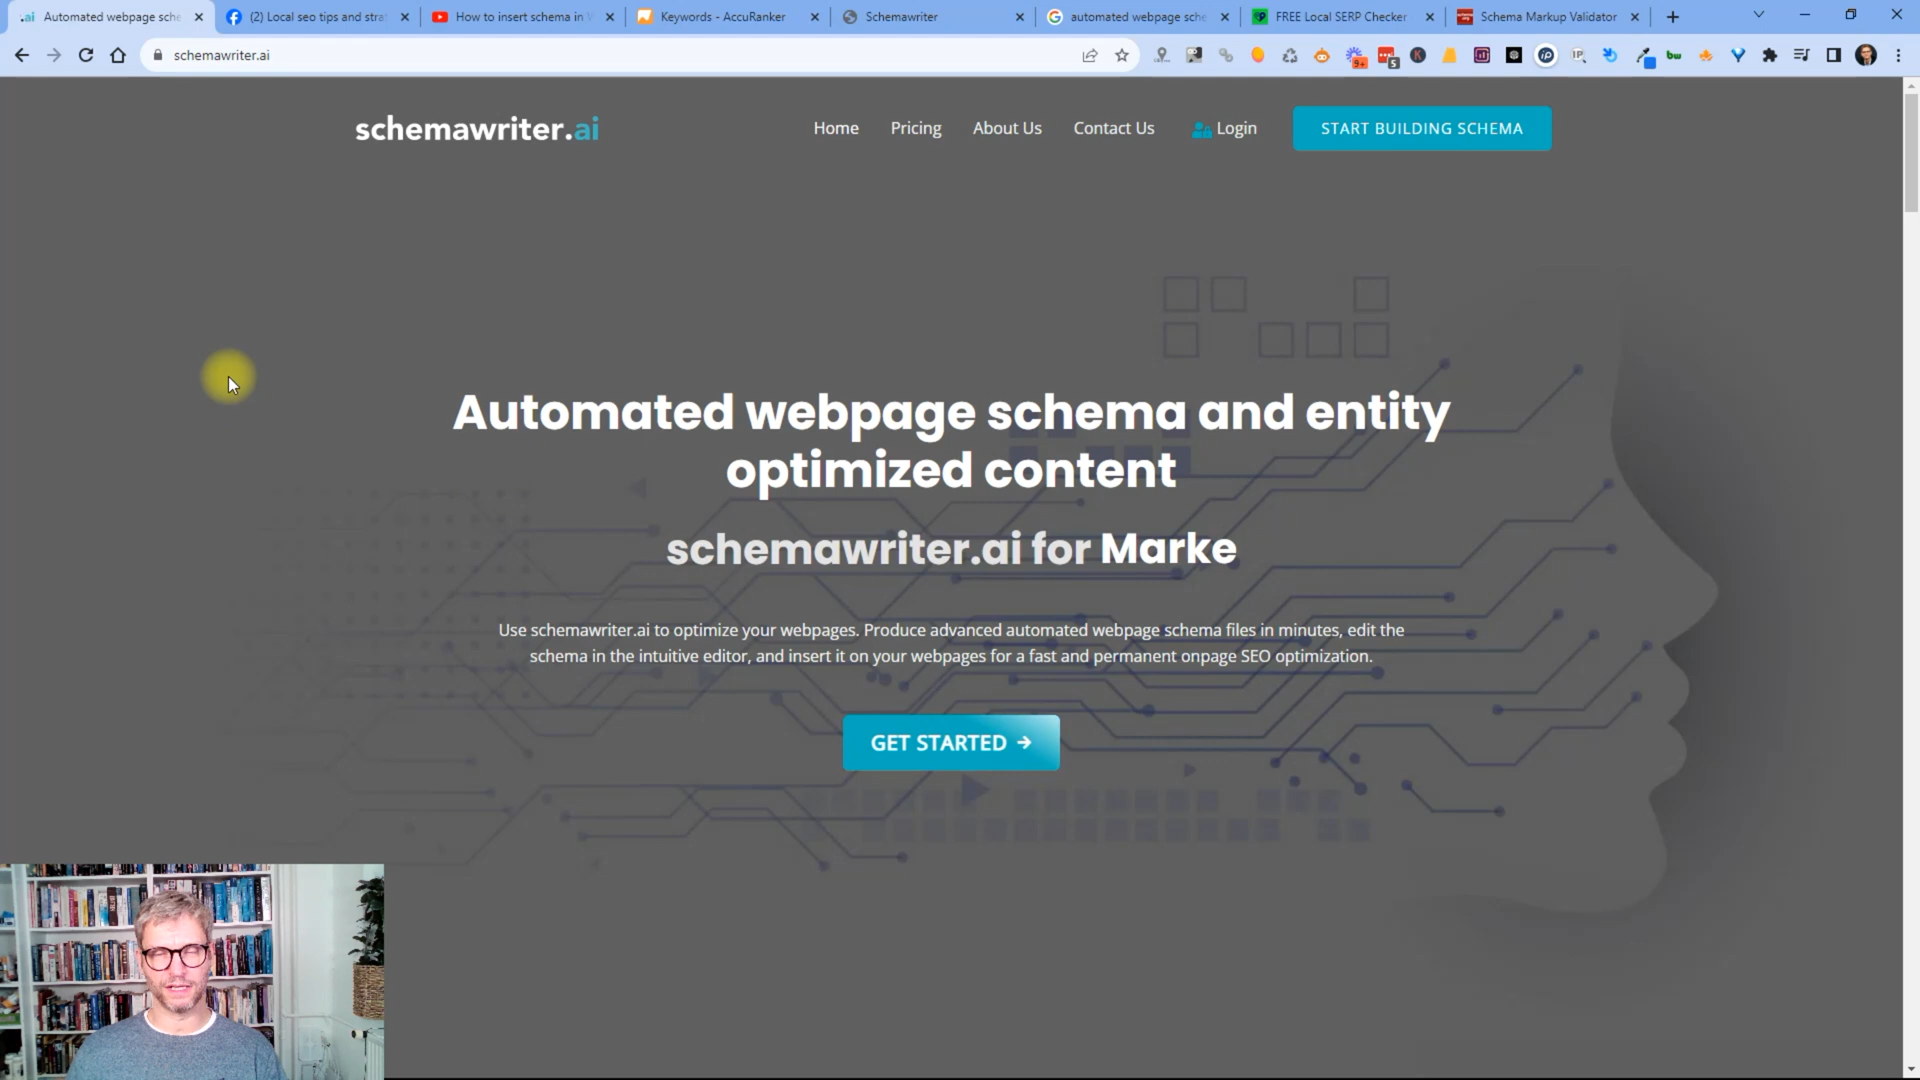 .ai Automated webpage sche
(2) Local seo tips and stra
How to insert schema in
Keywords - AccuRanker
Schemawriter
automated webpage sche
FREE Local SERP Checker
Schema Markup Validator
schemawriter.ai
9+
5
bw
schemawriter.ai
Home
Pricing
About Us
Contact Us
Login
START BUILDING SCHEMA
Automated webpage schema and entity
optimized content
schemawriter.ai for Marke
Use schemawriter.ai to optimize your webpages. Produce advanced automated webpage schema files in minutes, edit the
schema in the intuitive editor, and insert it on your webpages for a fast and permanent onpage SEO optimization.
GET STARTED →